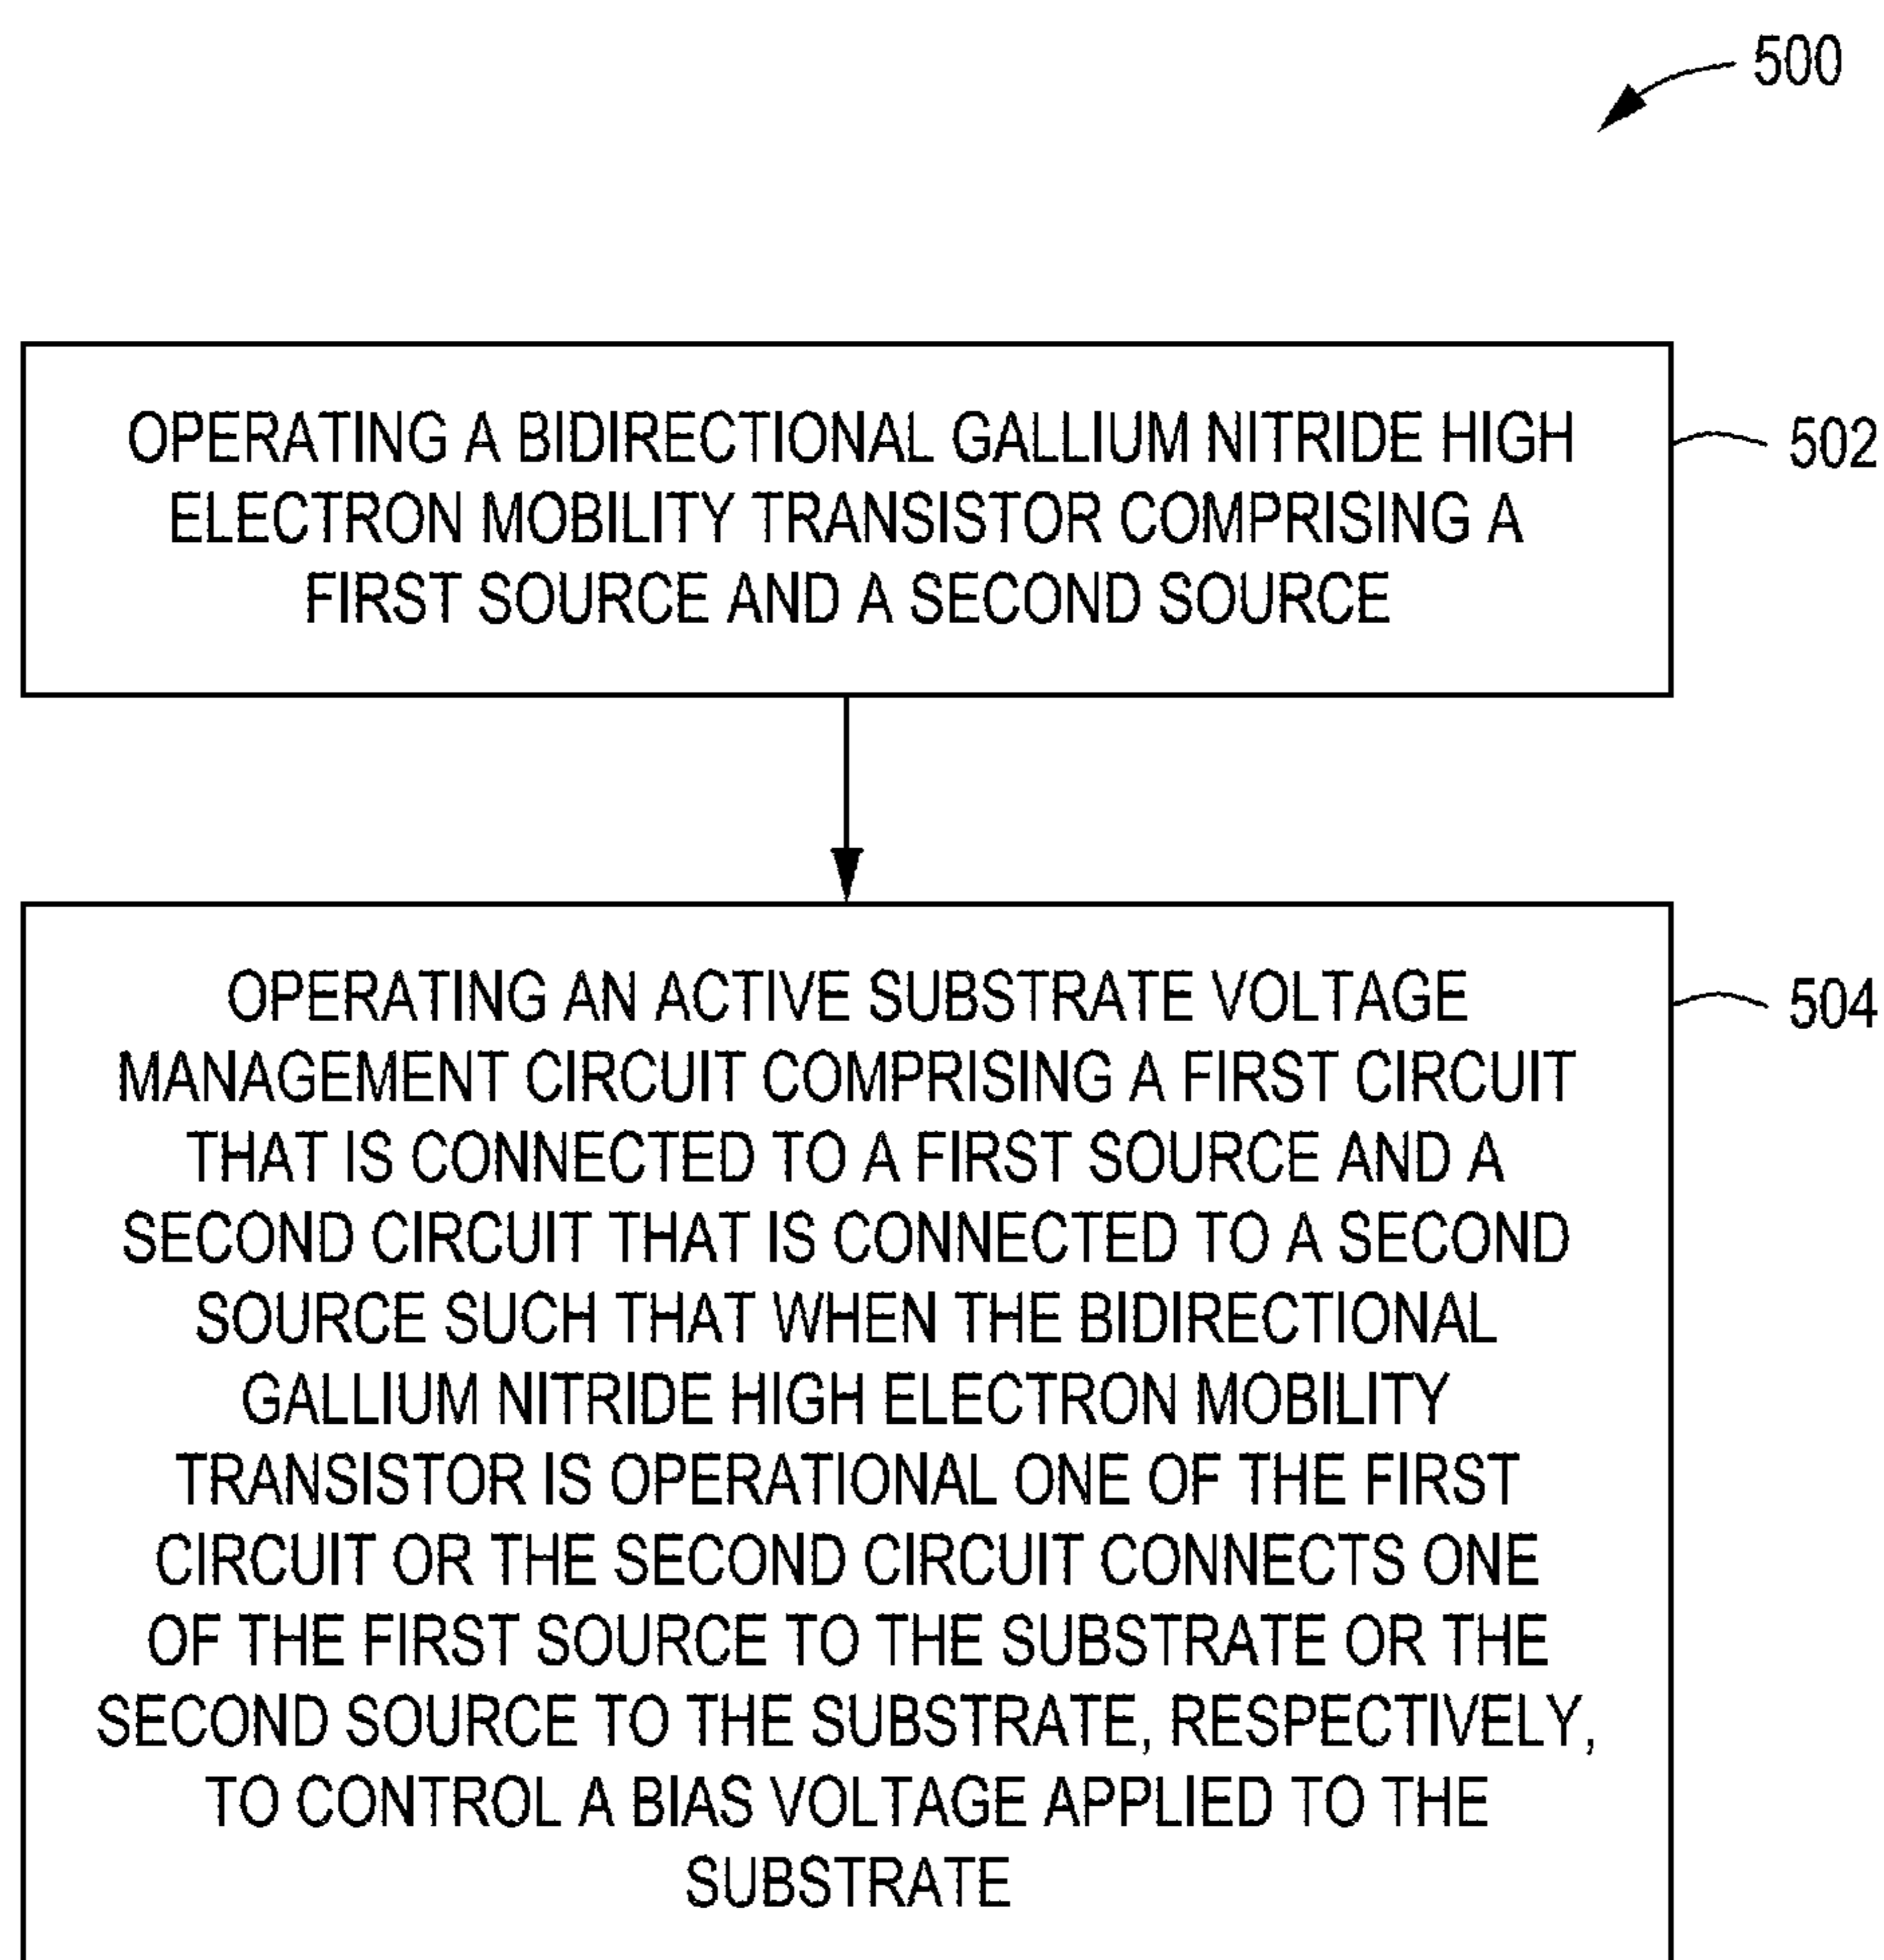 500
OPERATING A BIDIRECTIONAL GALLIUM NITRIDE HIGH
ELECTRON MOBILITY TRANSISTOR COMPRISING A
FIRST SOURCE AND A SECOND SOURCE
502
OPERATING AN ACTIVE SUBSTRATE VOLTAGE
MANAGEMENT CIRCUIT COMPRISING A FIRST CIRCUIT
THAT IS CONNECTED TO A FIRST SOURCE AND A
SECOND CIRCUIT THAT IS CONNECTED TO A SECOND
SOURCE SUCH THAT WHEN THE BIDIRECTIONAL
GALLIUM NITRIDE HIGH ELECTRON MOBILITY
TRANSISTOR IS OPERATIONAL ONE OF THE FIRST
CIRCUIT OR THE SECOND CIRCUIT CONNECTS ONE
OF THE FIRST SOURCE TO THE SUBSTRATE OR THE
SECOND SOURCE TO THE SUBSTRATE, RESPECTIVELY,
TO CONTROL A BIAS VOLTAGE APPLIED TO THE
SUBSTRATE
504